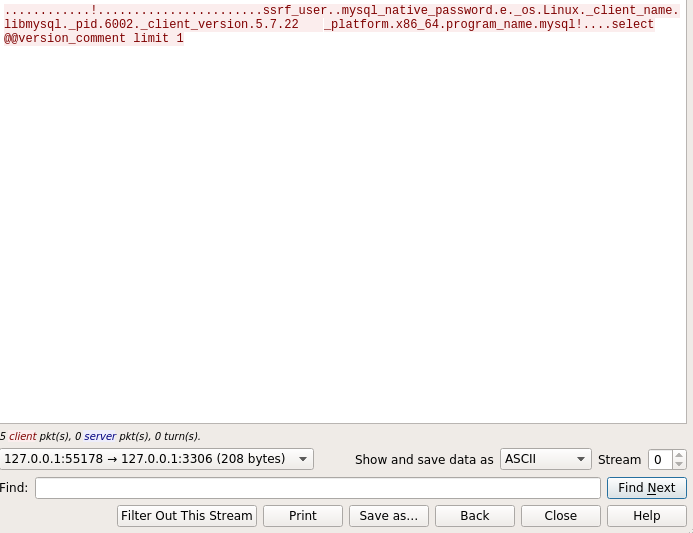 ............!.......................ssrf_user..mysql_native_password.e._os.Linux._client_name.
libmysql._pid.6002._client_version.5.7.22    _platform.x86_64.program_name.mysql!....select
@@version_comment limit 1
5 client pkt(s), 0 server pkt(s), 0 turn(s).
127.0.0.1:55178 → 127.0.0.1:3306 (208 bytes) Show and save data as ASCII Stream 0
Find: Find Next
Filter Out This Stream Print Save as… Back Close Help